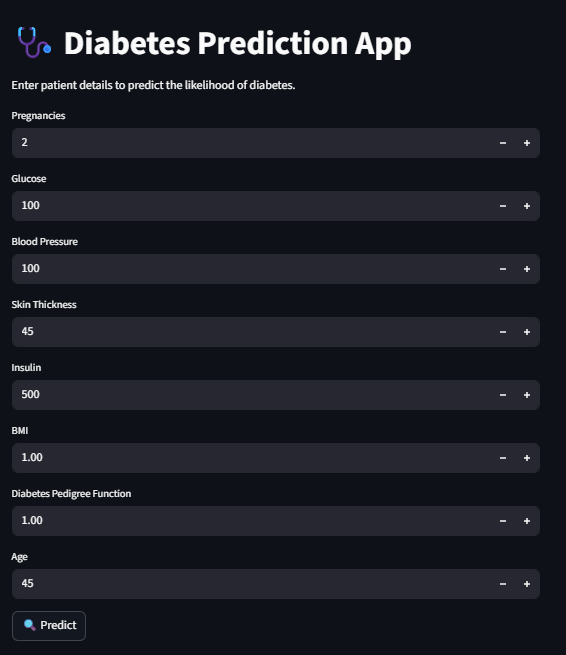 Diabetes Prediction App
Enter patient details to predict the likelihood of diabetes.
Pregnancies
2
Glucose
100
Blood Pressure
100
Skin Thickness
45
Insulin
500
BMI
1.00
Diabetes Pedigree Function
1.00
Age
45
Predict